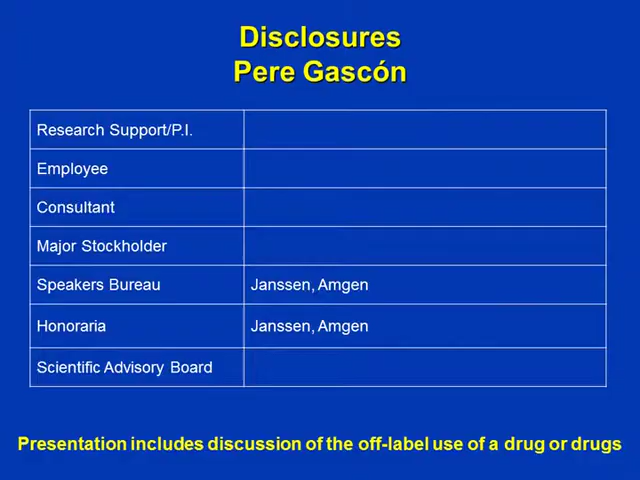 Disclosures
Pere Gascón
Research Support/P.I.
Employee
Consultant
Major Stockholder
Speakers Bureau Janssen, Amgen
Honoraria Janssen, Amgen
Scientific Advisory Board
Presentation includes discussion of the off-label use of a drug or drugs